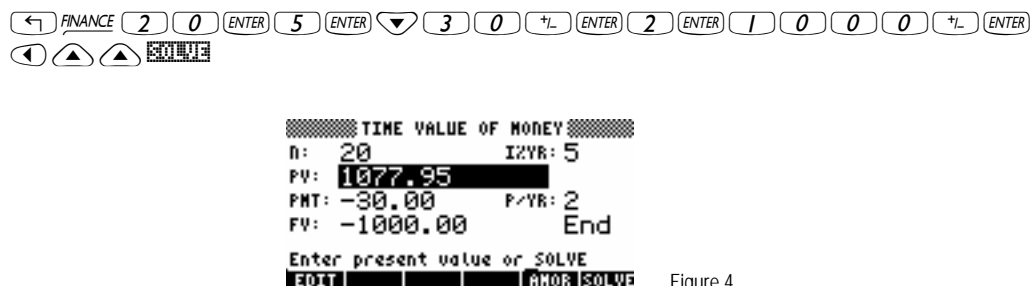 FINANCE 2 0 ENTER 5 ENTER ▼ 3 0 +/- ENTER 2 ENTER 1 0 0 0 +/- ENTER
SOLVE
TIME VALUE OF MONEY
n: 20 I%YR: 5
PV: 1077.95
PMT: -30.00 P/YR: 2
FV: -1000.00 End
Enter present value or SOLVE
EDIT AMOR SOLVE
Figure 4